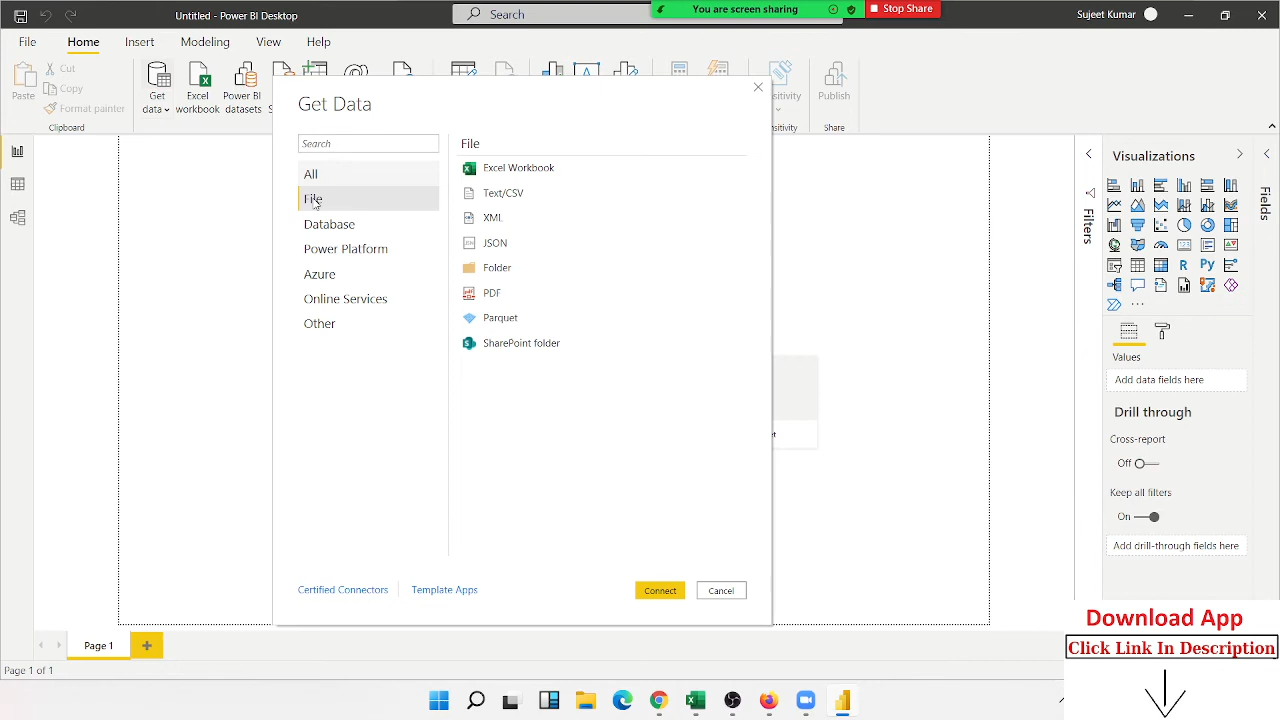 Untitled - Power BI Desktop
Search
You are screen sharing
Stop Share
Sujeet Kumar
File
Home
Insert
Modeling
View
Help
Paste
Cut
Copy
Format painter
Clipboard
Get
data
Excel
workbook
Power BI
datasets
Publish
Share
Get Data
Search
All
File
Database
Power Platform
Azure
Online Services
Other
File
Excel Workbook
Text/CSV
XML
JSON
Folder
PDF
Parquet
SharePoint folder
Certified Connectors
Template Apps
Connect
Cancel
Filters
Visualizations
Fields
R
Py
Values
Add data fields here
Drill through
Cross-report
Off
Keep all filters
On
Add drill-through fields here
Page 1
Page 1 of 1
Download App
Click Link In Description